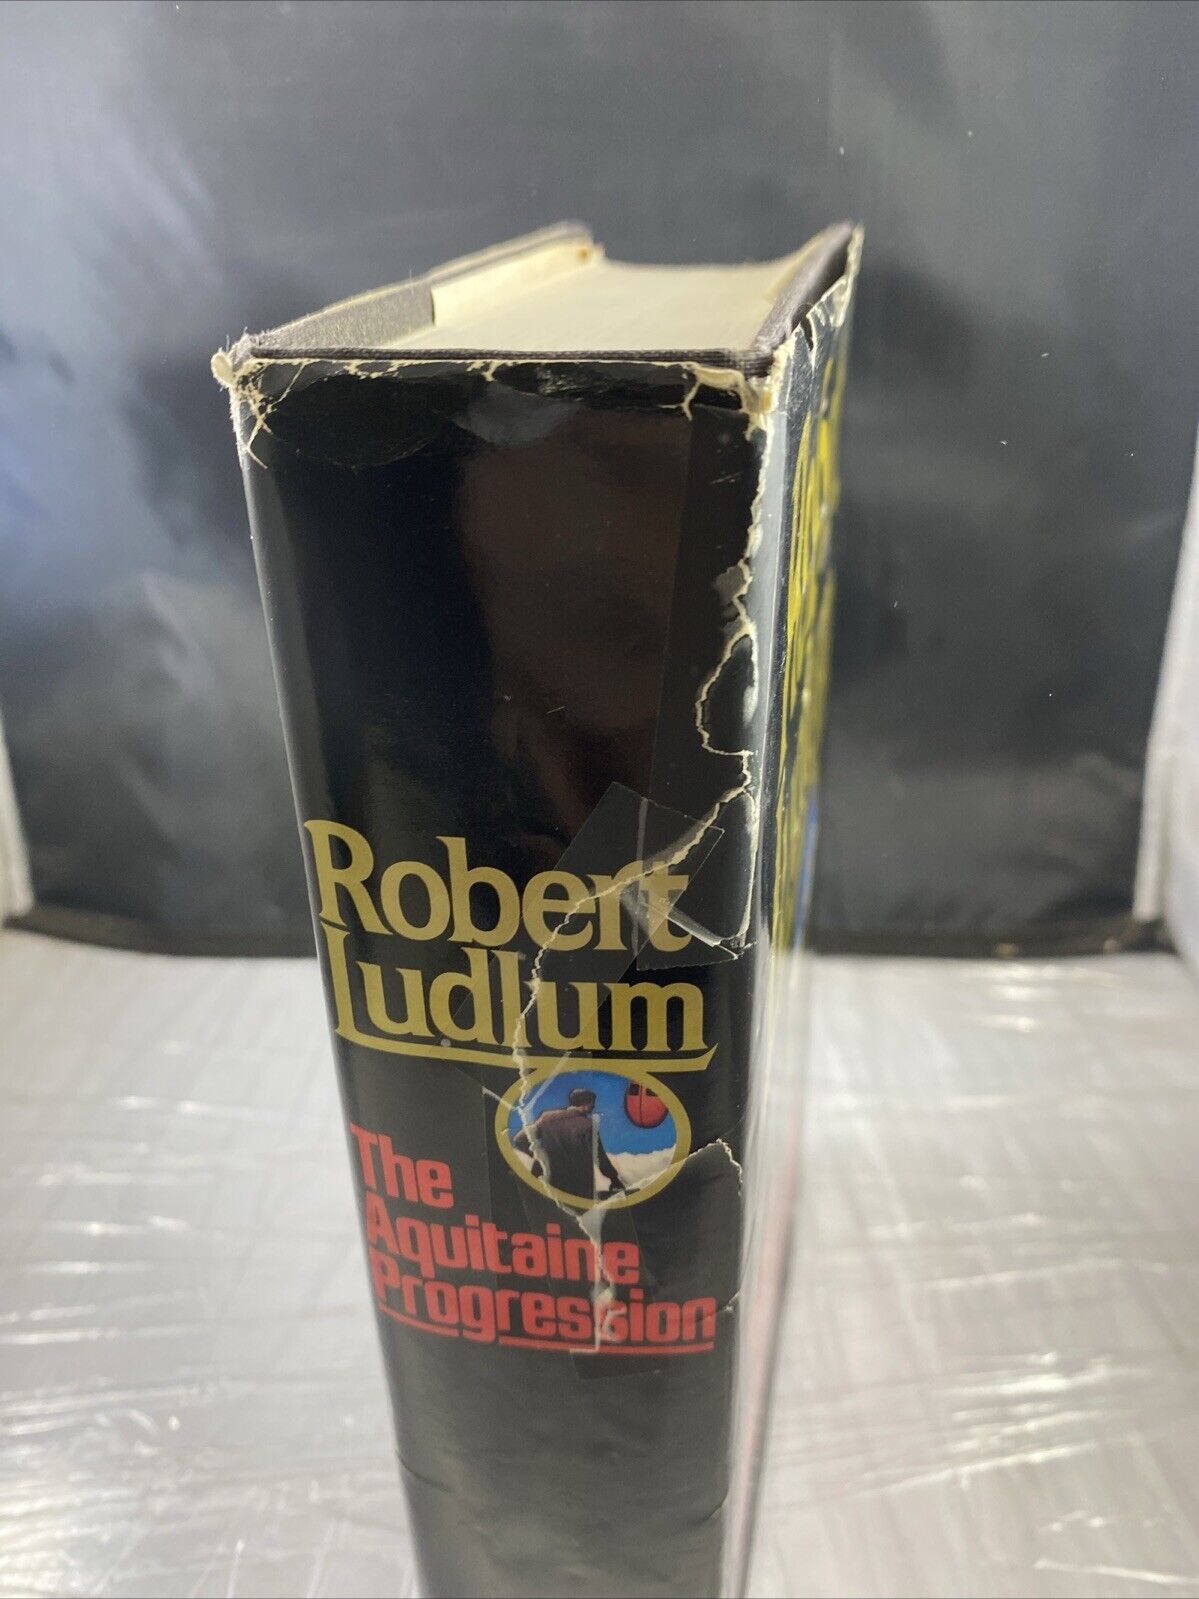 Robert
Ludlum
The
Aquitaine
Progression